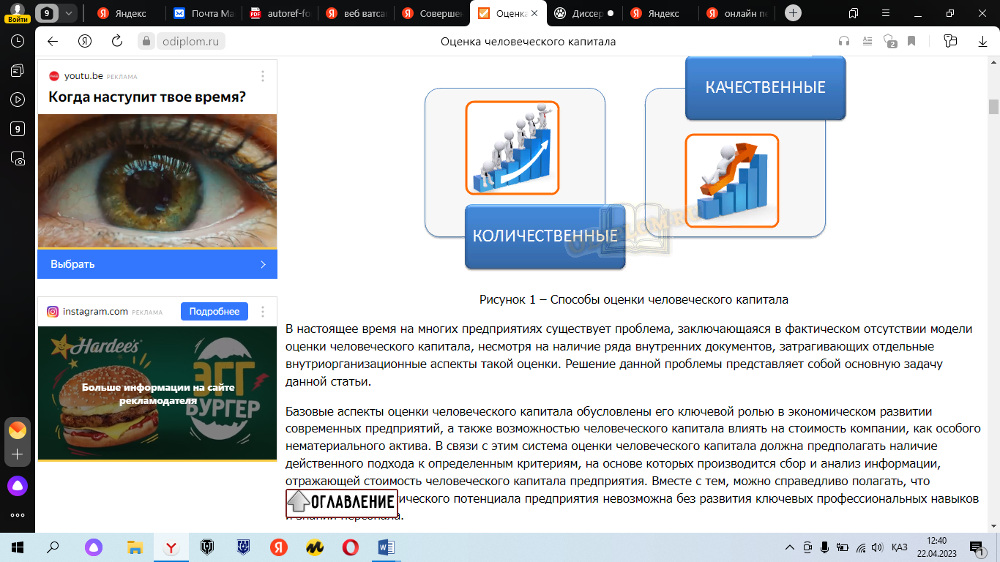 Войти
9
Яндекс
Почта Ма
autoref-fo
веб ватса
Соверше
Оценка
Диссер
Яндекс
онлайн пе
odiplom.ru
Оценка человеческого капитала
2
youtu.be РЕКЛАМА
Когда наступит твое время?
Выбрать
instagram.com РЕКЛАМА
Подробнее
Hardee's
ЭГГ
БУРГЕР
Больше информации на сайте
рекламодателя
9
КАЧЕСТВЕННЫЕ
КОЛИЧЕСТВЕННЫЕ
ODIPLOM.RU
Рисунок 1 – Способы оценки человеческого капитала
В настоящее время на многих предприятиях существует проблема, заключающаяся в фактическом отсутствии модели
оценки человеческого капитала, несмотря на наличие ряда внутренних документов, затрагивающих отдельные
внутриорганизационные аспекты такой оценки. Решение данной проблемы представляет собой основную задачу
данной статьи.
Базовые аспекты оценки человеческого капитала обусловлены его ключевой ролью в экономическом развитии
современных предприятий, а также возможностью человеческого капитала влиять на стоимость компании, как особого
нематериального актива. В связи с этим система оценки человеческого капитала должна предполагать наличие
действенного подхода к определенным критериям, на основе которых производится сбор и анализ информации,
отражающей стоимость человеческого капитала предприятия. Вместе с тем, можно справедливо полагать, что
ОГЛАВЛЕНИЕ
ического потенциала предприятия невозможна без развития ключевых профессиональных навыков
и знаний персонала.
ҚАЗ
12:40
22.04.2023
1